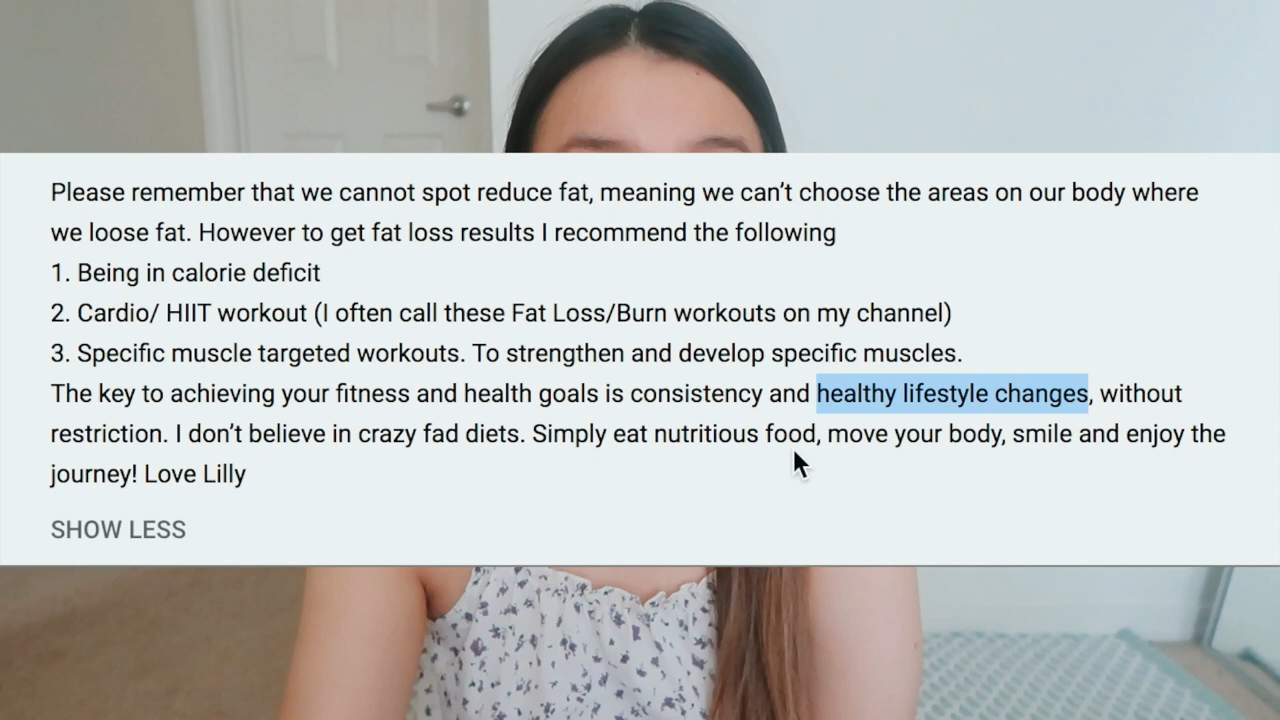 Please remember that we cannot spot reduce fat, meaning we can’t choose the areas on our body where
we loose fat. However to get fat loss results I recommend the following
1. Being in calorie deficit
2. Cardio/ HIIT workout (I often call these Fat Loss/Burn workouts on my channel)
3. Specific muscle targeted workouts. To strengthen and develop specific muscles.
The key to achieving your fitness and health goals is consistency and healthy lifestyle changes, without
restriction. I don’t believe in crazy fad diets. Simply eat nutritious food, move your body, smile and enjoy the
journey! Love Lilly
SHOW LESS